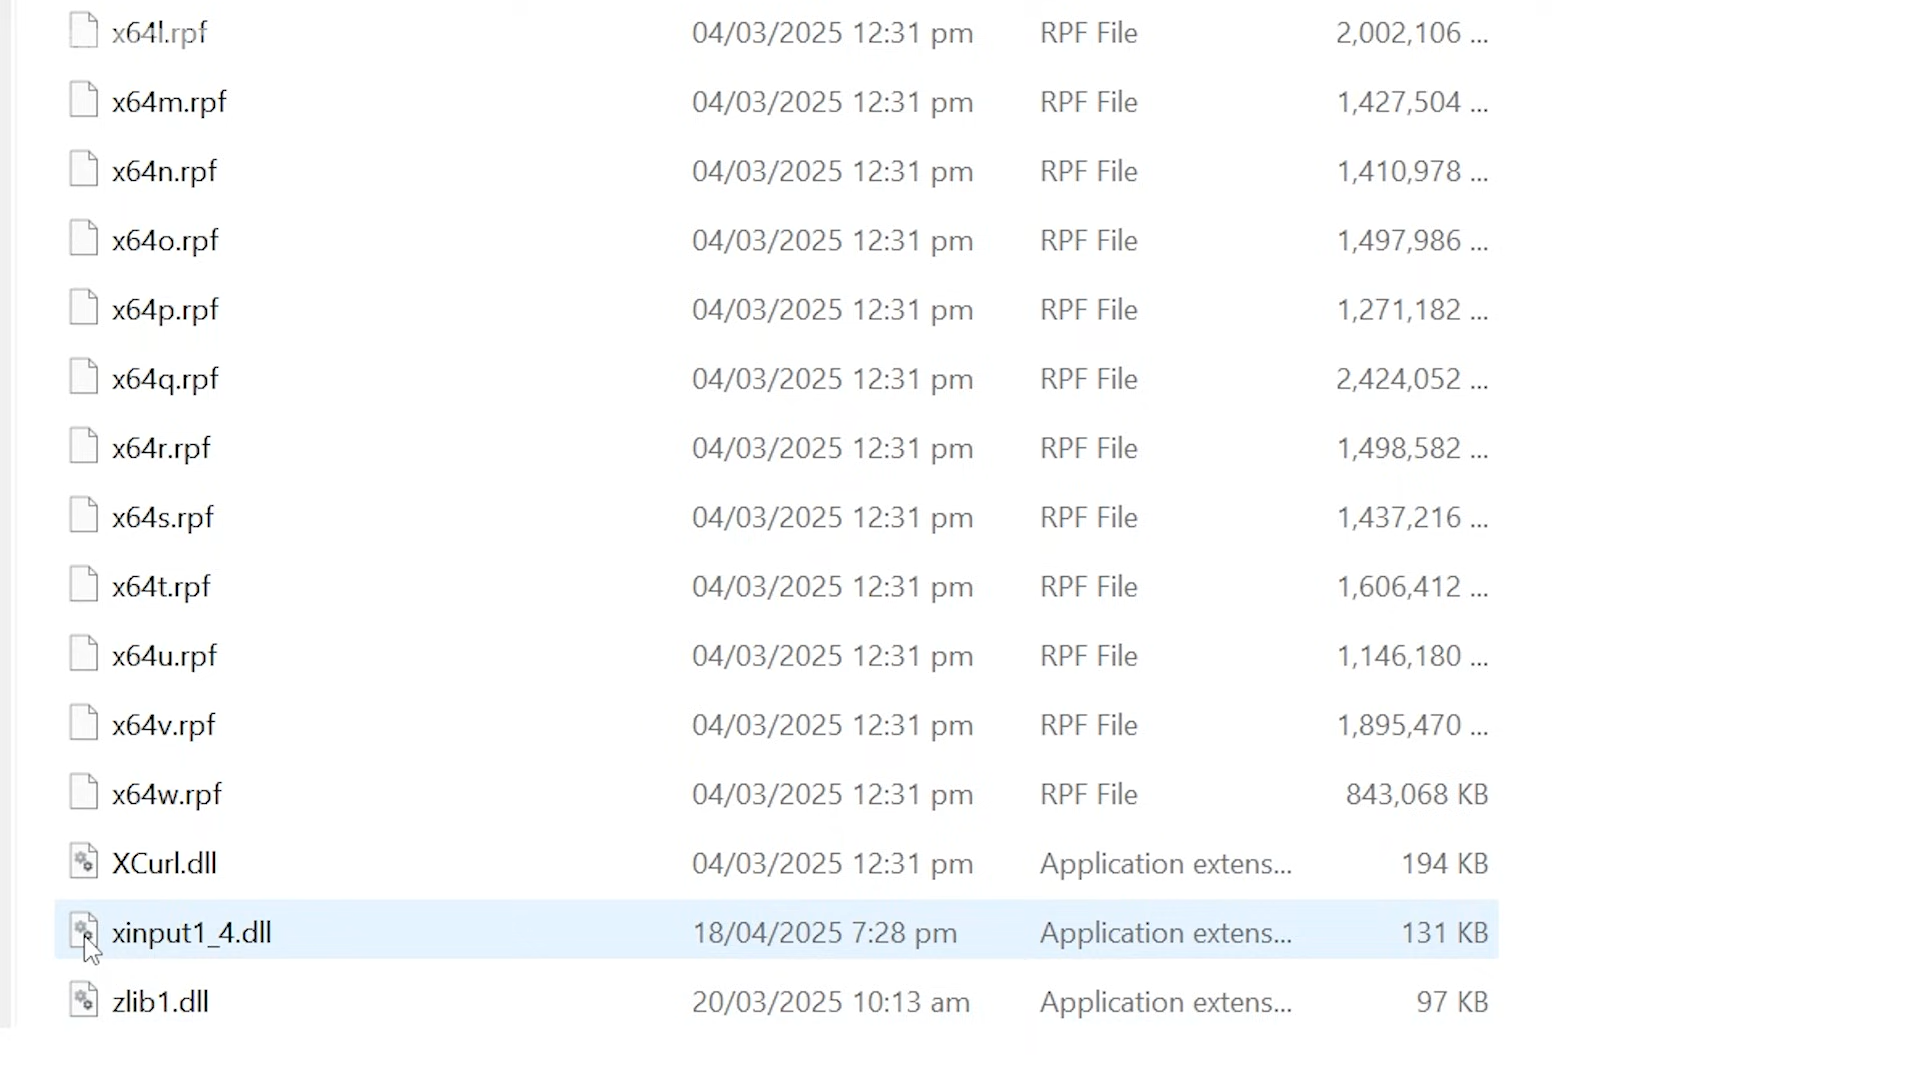 x64l.rpf 04/03/2025 12:31 pm RPF File 2,002,106 ...
x64m.rpf 04/03/2025 12:31 pm RPF File 1,427,504 ...
x64n.rpf 04/03/2025 12:31 pm RPF File 1,410,978 ...
x64o.rpf 04/03/2025 12:31 pm RPF File 1,497,986 ...
x64p.rpf 04/03/2025 12:31 pm RPF File 1,271,182 ...
x64q.rpf 04/03/2025 12:31 pm RPF File 2,424,052 ...
x64r.rpf 04/03/2025 12:31 pm RPF File 1,498,582 ...
x64s.rpf 04/03/2025 12:31 pm RPF File 1,437,216 ...
x64t.rpf 04/03/2025 12:31 pm RPF File 1,606,412 ...
x64u.rpf 04/03/2025 12:31 pm RPF File 1,146,180 ...
x64v.rpf 04/03/2025 12:31 pm RPF File 1,895,470 ...
x64w.rpf 04/03/2025 12:31 pm RPF File 843,068 KB
XCurl.dll 04/03/2025 12:31 pm Application extens... 194 KB
xinput1_4.dll 18/04/2025 7:28 pm Application extens... 131 KB
zlib1.dll 20/03/2025 10:13 am Application extens... 97 KB